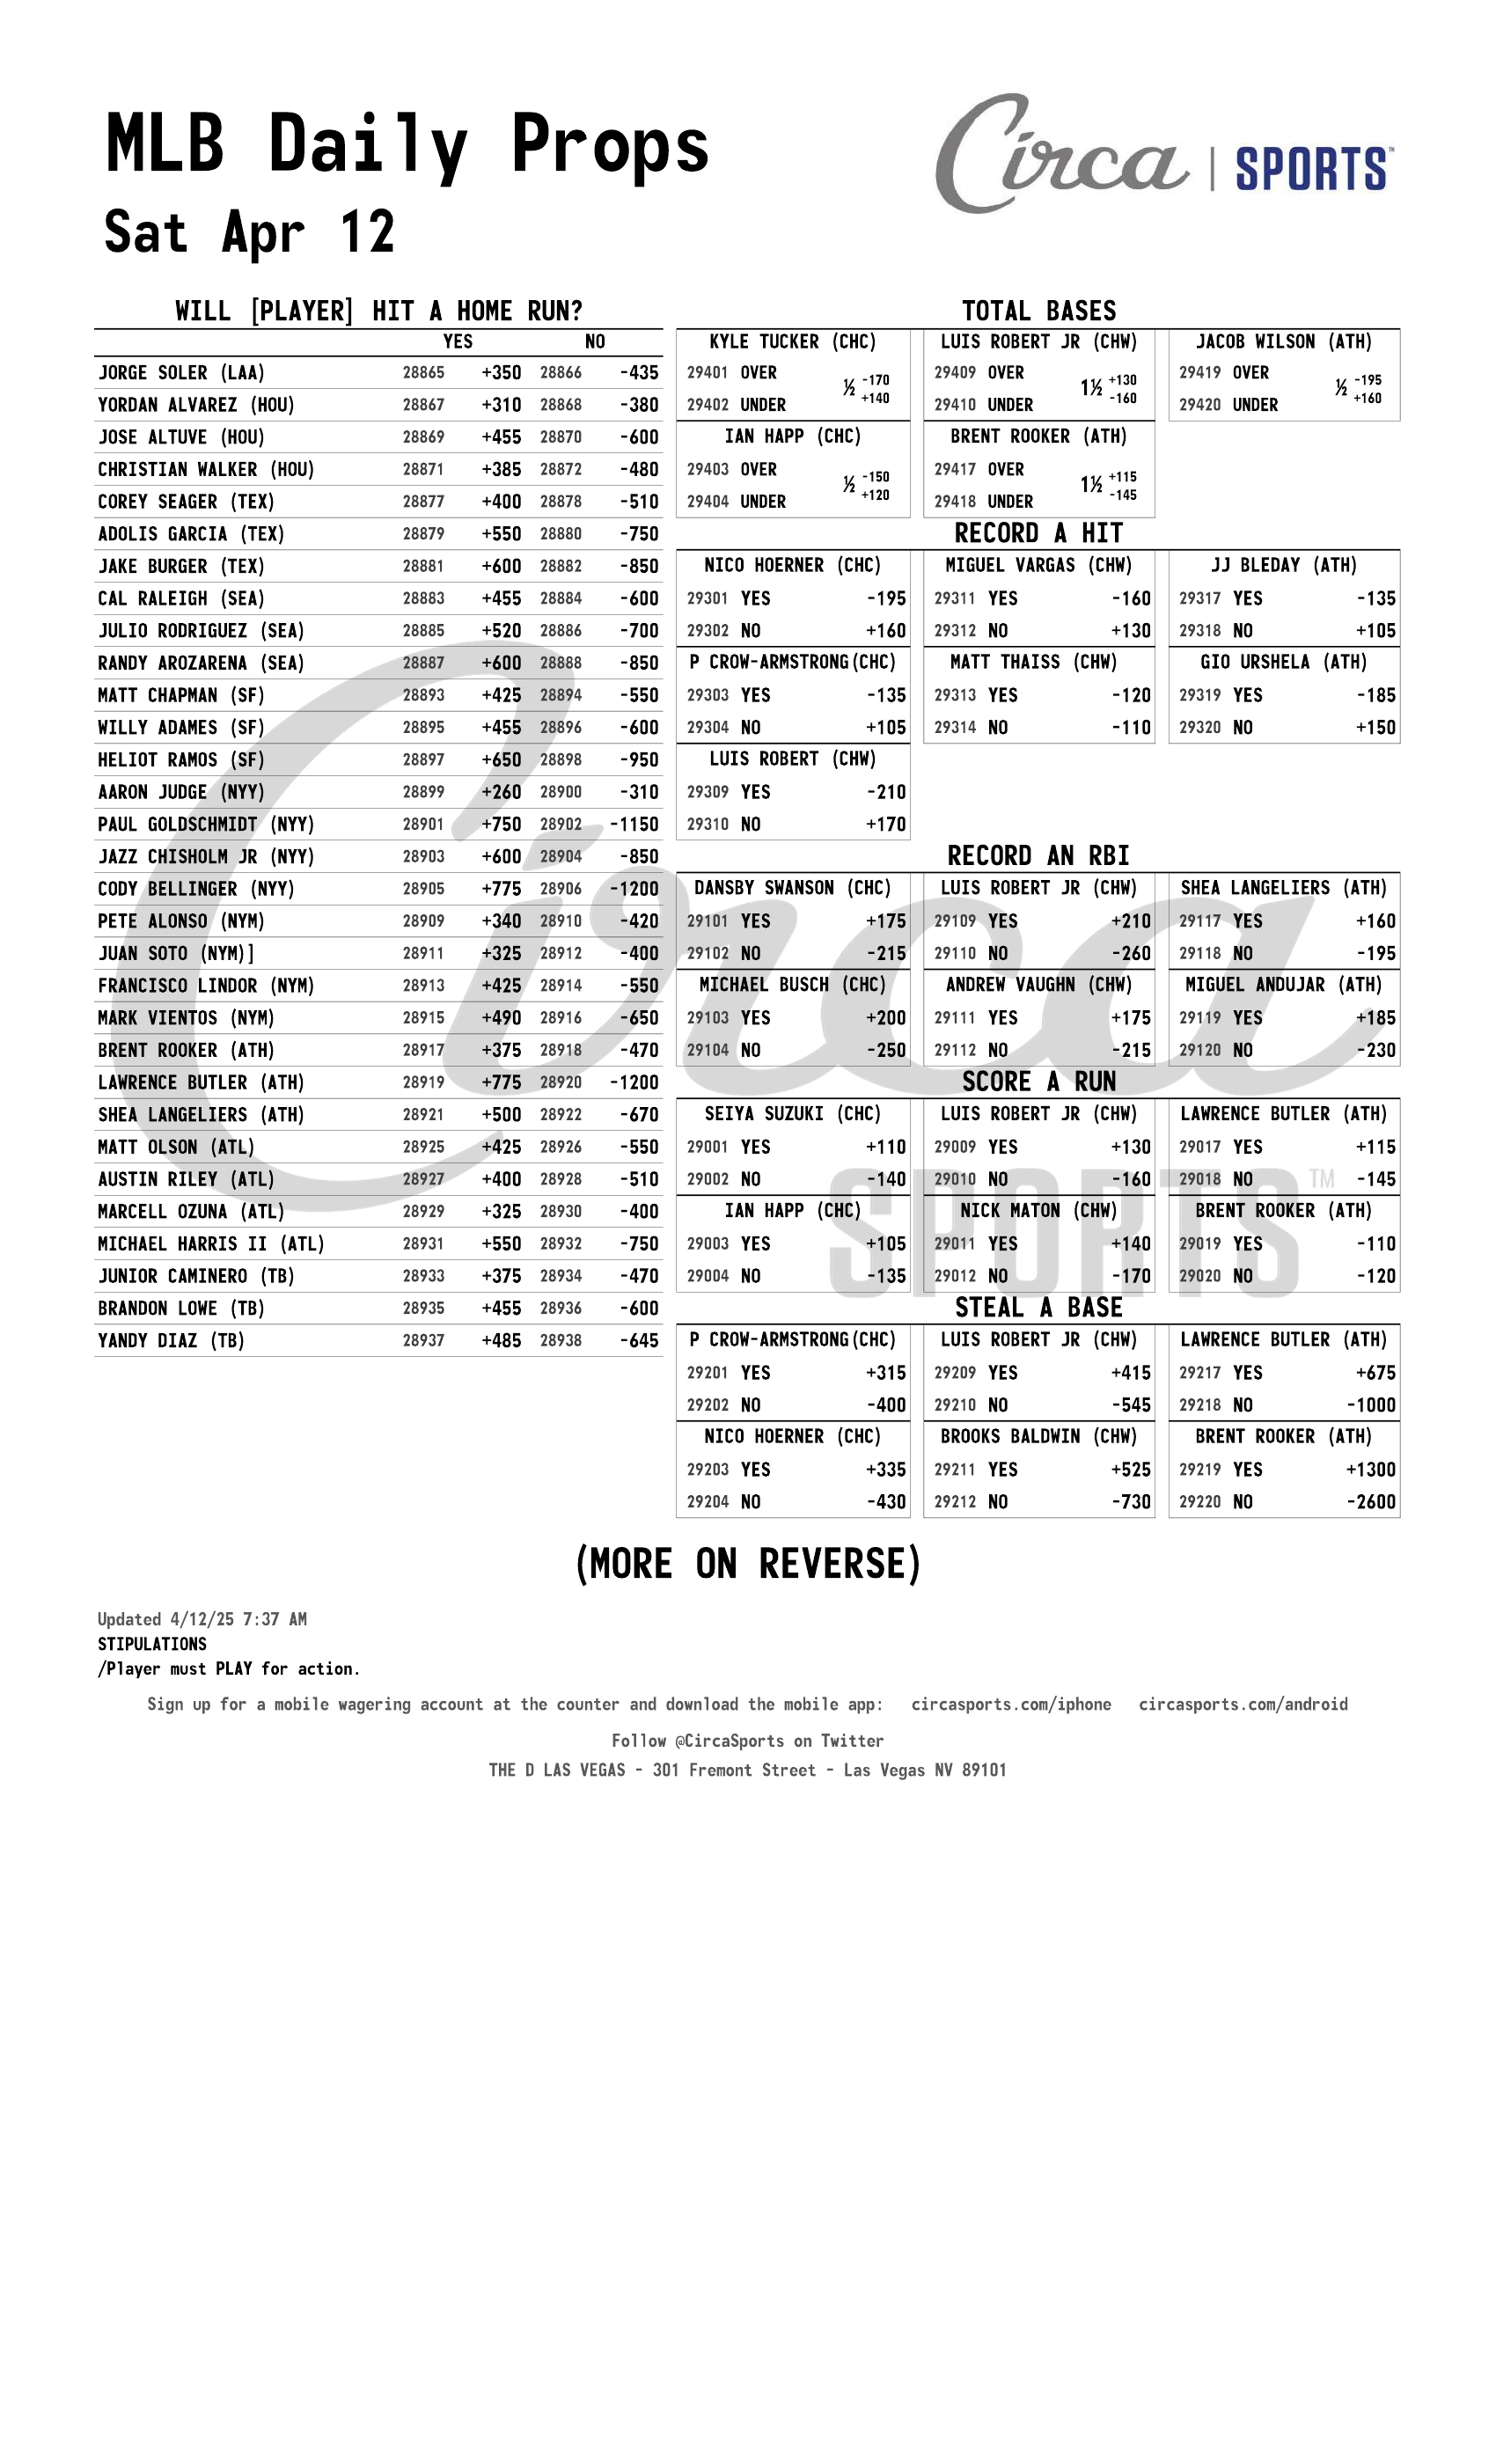 MLB Daily Props
Circa | SPORTS™
Sat Apr 12
WILL [PLAYER] HIT A HOME RUN?
YES NO
JORGE SOLER (LAA) 28865 +350 28866 -435
YORDAN ALVAREZ (HOU) 28867 +310 28868 -380
JOSE ALTUVE (HOU) 28869 +455 28870 -600
CHRISTIAN WALKER (HOU) 28871 +385 28872 -480
COREY SEAGER (TEX) 28877 +400 28878 -510
ADOLIS GARCIA (TEX) 28879 +550 28880 -750
JAKE BURGER (TEX) 28881 +600 28882 -850
CAL RALEIGH (SEA) 28883 +455 28884 -600
JULIO RODRIGUEZ (SEA) 28885 +520 28886 -700
RANDY AROZARENA (SEA) 28887 +600 28888 -850
MATT CHAPMAN (SF) 28893 +425 28894 -550
WILLY ADAMES (SF) 28895 +455 28896 -600
HELIOT RAMOS (SF) 28897 +650 28898 -950
AARON JUDGE (NYY) 28899 +260 28900 -310
PAUL GOLDSCHMIDT (NYY) 28901 +750 28902 -1150
JAZZ CHISHOLM JR (NYY) 28903 +600 28904 -850
CODY BELLINGER (NYY) 28905 +775 28906 -1200
PETE ALONSO (NYM) 28909 +340 28910 -420
JUAN SOTO (NYM)] 28911 +325 28912 -400
FRANCISCO LINDOR (NYM) 28913 +425 28914 -550
MARK VIENTOS (NYM) 28915 +490 28916 -650
BRENT ROOKER (ATH) 28917 +375 28918 -470
LAWRENCE BUTLER (ATH) 28919 +775 28920 -1200
SHEA LANGELIERS (ATH) 28921 +500 28922 -670
MATT OLSON (ATL) 28925 +425 28926 -550
AUSTIN RILEY (ATL) 28927 +400 28928 -510
MARCELL OZUNA (ATL) 28929 +325 28930 -400
MICHAEL HARRIS II (ATL) 28931 +550 28932 -750
JUNIOR CAMINERO (TB) 28933 +375 28934 -470
BRANDON LOWE (TB) 28935 +455 28936 -600
YANDY DIAZ (TB) 28937 +485 28938 -645
TOTAL BASES
KYLE TUCKER (CHC) LUIS ROBERT JR (CHW) JACOB WILSON (ATH)
29401 OVER ½ -170 29409 OVER 1½ +130 29419 OVER ½ -195
29402 UNDER +140 29410 UNDER -160 29420 UNDER +160
IAN HAPP (CHC) BRENT ROOKER (ATH)
29403 OVER ½ -150 29417 OVER 1½ +115
29404 UNDER +120 29418 UNDER -145
RECORD A HIT
NICO HOERNER (CHC) MIGUEL VARGAS (CHW) JJ BLEDAY (ATH)
29301 YES -195 29311 YES -160 29317 YES -135
29302 NO +160 29312 NO +130 29318 NO +105
P CROW-ARMSTRONG(CHC) MATT THAISS (CHW) GIO URSHELA (ATH)
29303 YES -135 29313 YES -120 29319 YES -185
29304 NO +105 29314 NO -110 29320 NO +150
LUIS ROBERT (CHW)
29309 YES -210
29310 NO +170
RECORD AN RBI
DANSBY SWANSON (CHC) LUIS ROBERT JR (CHW) SHEA LANGELIERS (ATH)
29101 YES +175 29109 YES +210 29117 YES +160
29102 NO -215 29110 NO -260 29118 NO -195
MICHAEL BUSCH (CHC) ANDREW VAUGHN (CHW) MIGUEL ANDUJAR (ATH)
29103 YES +200 29111 YES +175 29119 YES +185
29104 NO -250 29112 NO -215 29120 NO -230
SCORE A RUN
SEIYA SUZUKI (CHC) LUIS ROBERT JR (CHW) LAWRENCE BUTLER (ATH)
29001 YES +110 29009 YES +130 29017 YES +115
29002 NO -140 29010 NO -160 29018 NO -145
IAN HAPP (CHC) NICK MATON (CHW) BRENT ROOKER (ATH)
29003 YES +105 29011 YES +140 29019 YES -110
29004 NO -135 29012 NO -170 29020 NO -120
STEAL A BASE
P CROW-ARMSTRONG(CHC) LUIS ROBERT JR (CHW) LAWRENCE BUTLER (ATH)
29201 YES +315 29209 YES +415 29217 YES +675
29202 NO -400 29210 NO -545 29218 NO -1000
NICO HOERNER (CHC) BROOKS BALDWIN (CHW) BRENT ROOKER (ATH)
29203 YES +335 29211 YES +525 29219 YES +1300
29204 NO -430 29212 NO -730 29220 NO -2600
Circa
SPORTS™
(MORE ON REVERSE)
Updated 4/12/25 7:37 AM
STIPULATIONS
/Player must PLAY for action.
Sign up for a mobile wagering account at the counter and download the mobile app: circasports.com/iphone circasports.com/android
Follow @CircaSports on Twitter
THE D LAS VEGAS - 301 Fremont Street - Las Vegas NV 89101